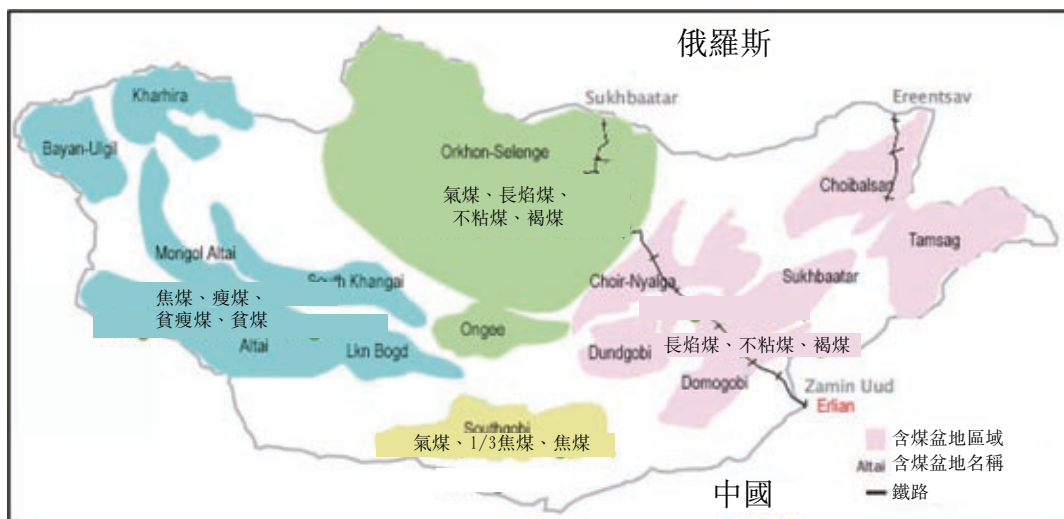 俄羅斯
Kharhira
Sukhbaatar
Ereentsav
Bayan-Ulgil
Orkhon-Selenge
氣煤、長焰煤、
不粘煤、褐煤
Choibalsan
Tamsag
Mongol Altai
South Khangai
Choir-Nyalga
Sukhbaatar
焦煤、瘦煤、
貧瘦煤、貧煤
Altai
Lkn Bogd
Ongee
Dundgobi
長焰煤、不粘煤、褐煤
Domogobi
Zamin Uud
Erlian
Southgobi
氣煤、1/3焦煤、焦煤
含煤盆地區域
Altai 含煤盆地名稱
鐵路
中國